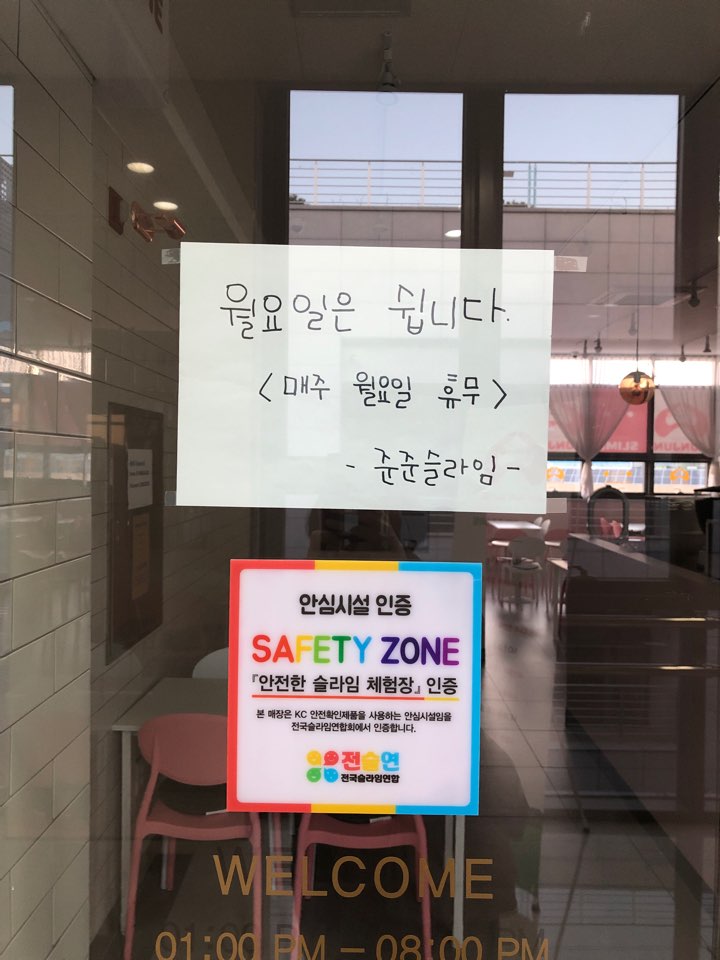 월요일은 쉽니다.
< 매주 월요일 휴무 >
- 준준슬라임 -
안심시설 인증
SAFETY ZONE
『안전한 슬라임 체험장』 인증
본 매장은 KC 안전확인제품을 사용하는 안심시설임을
전국슬라임연합회에서 인증합니다.
전슬연
전국슬라임연합
WELCOME
01:00 PM – 08:00 PM